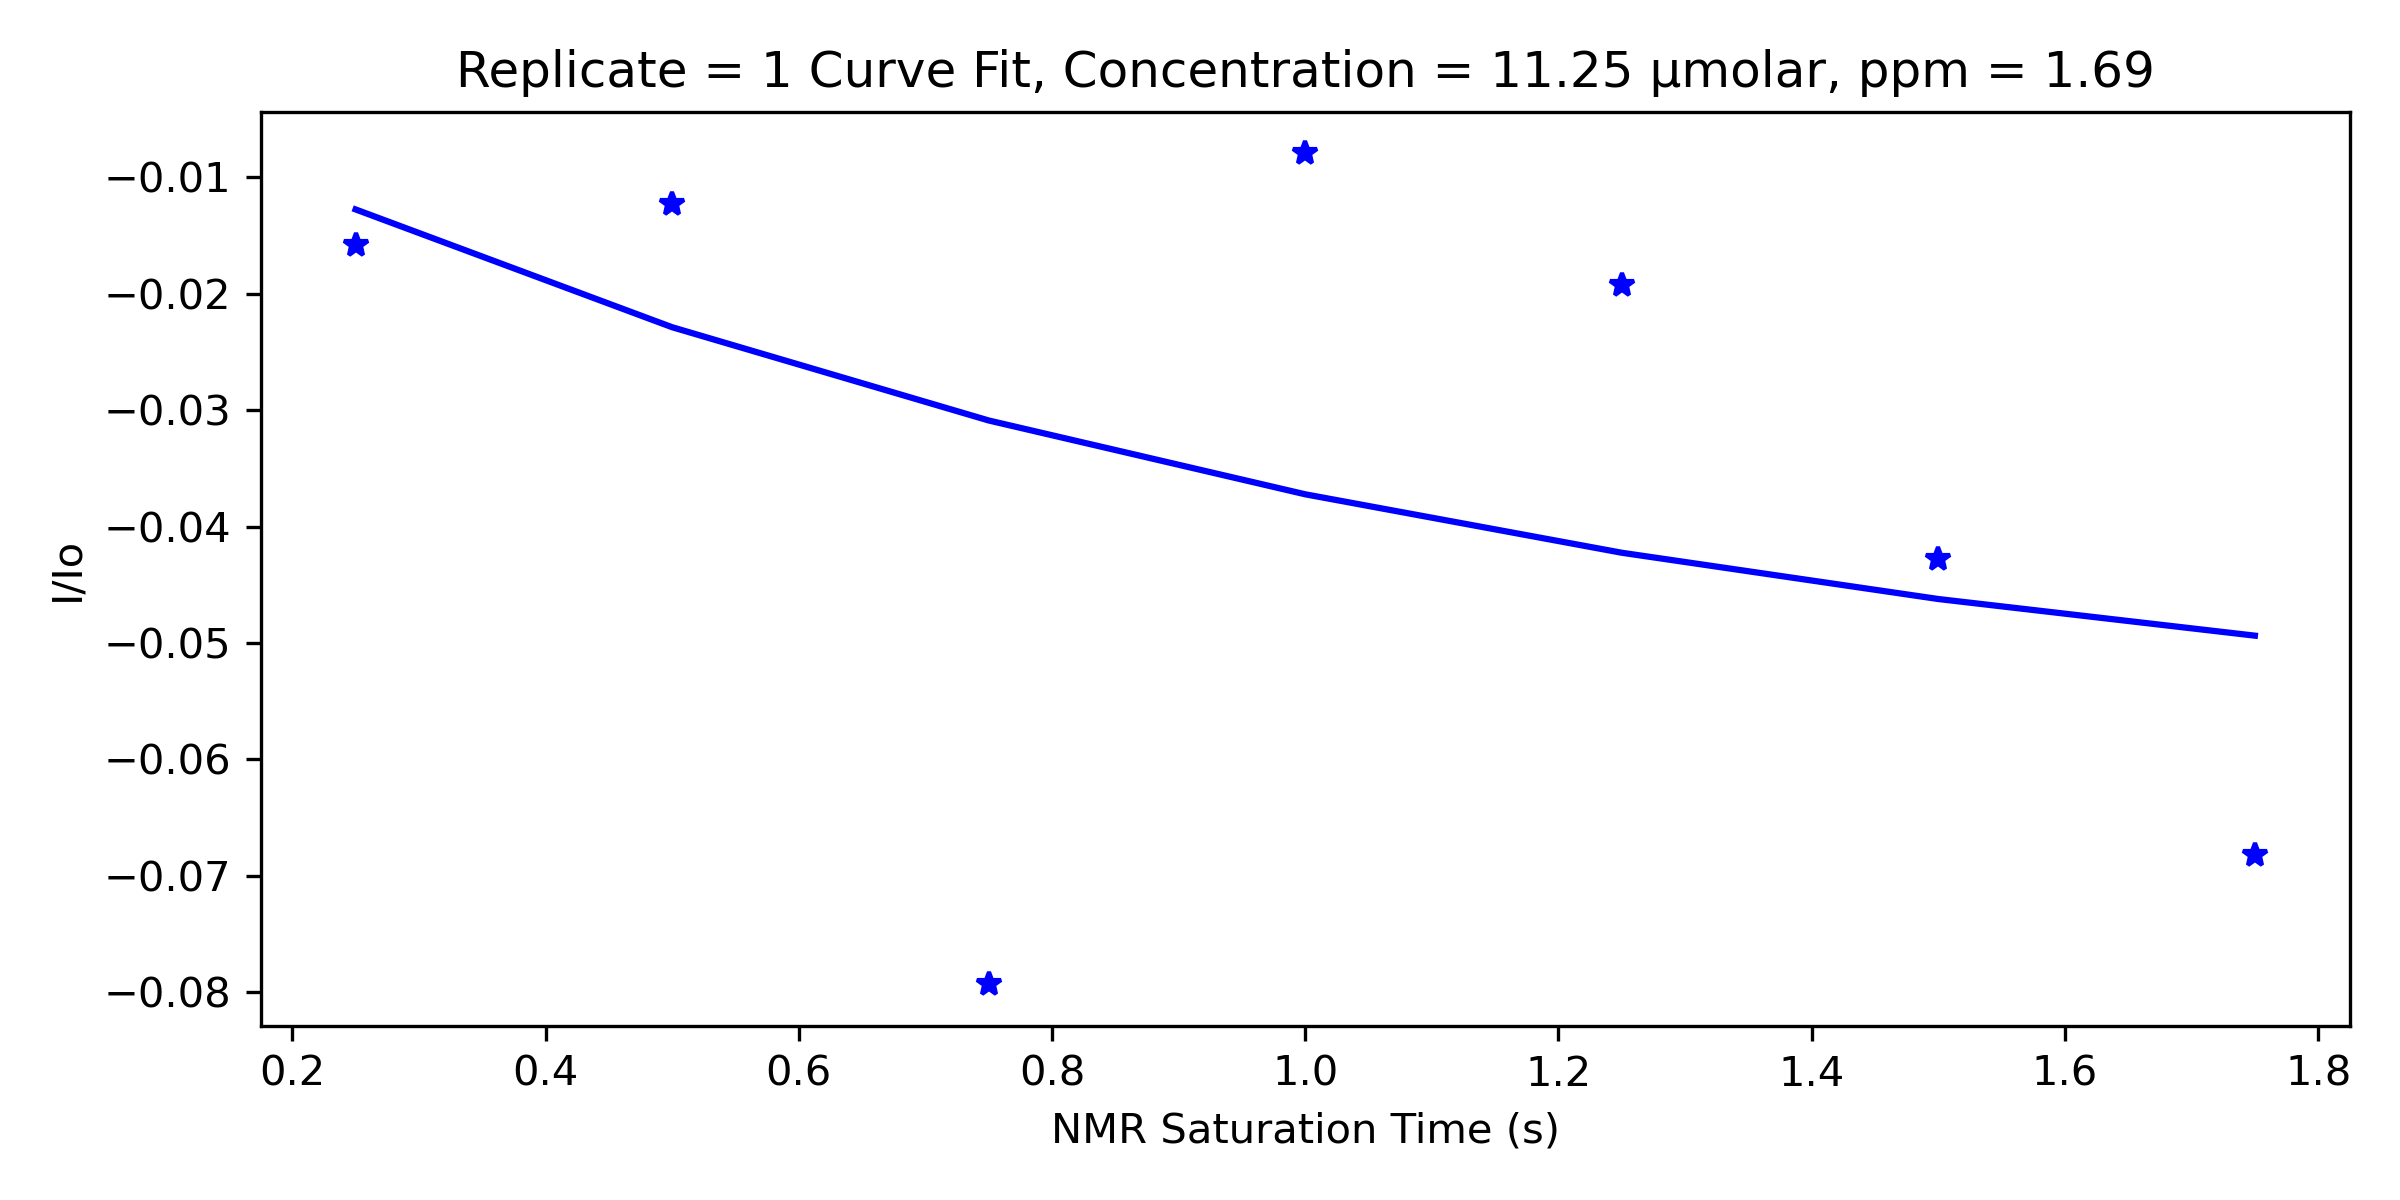 Replicate = 1 Curve Fit, Concentration = 11.25 µmolar, ppm = 1.69
−0.01
−0.02
−0.03
−0.04
−0.05
−0.06
−0.07
−0.08
I/Io
0.2 0.4 0.6 0.8 1.0 1.2 1.4 1.6 1.8
NMR Saturation Time (s)